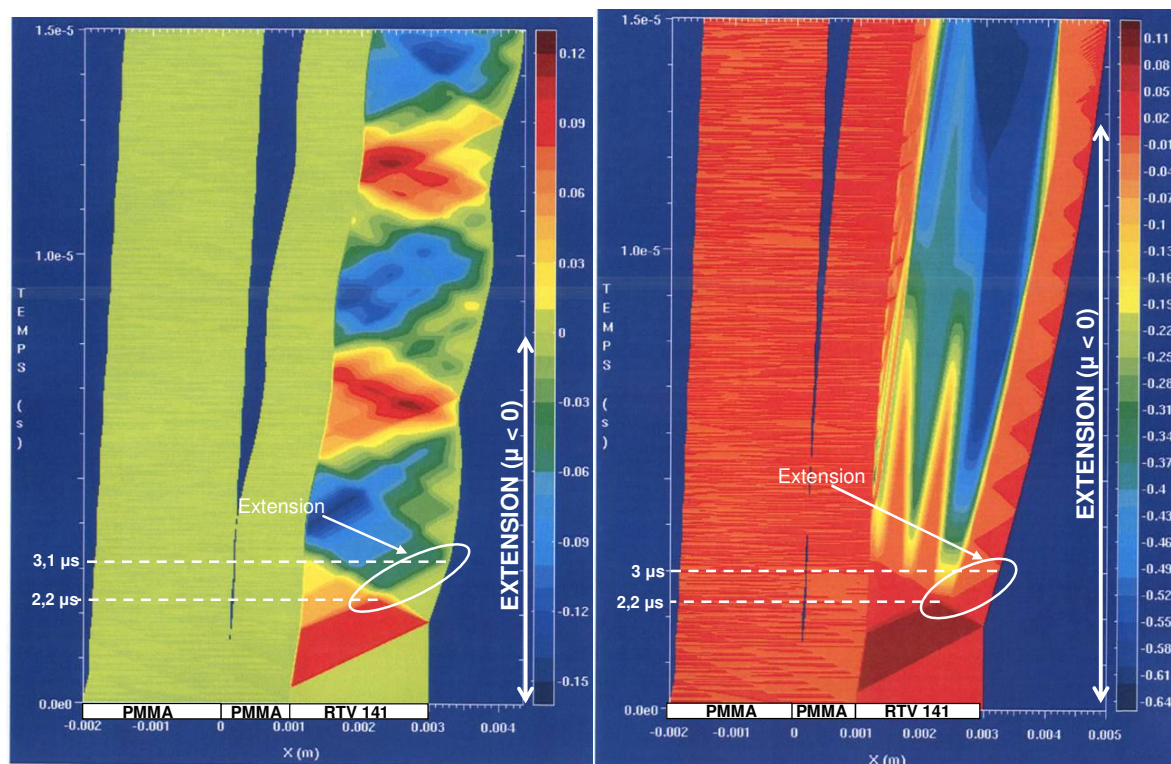 1.5e-5
1.0e-5
0.0e0
T E M P S (s)
3,1 µs
2,2 µs
Extension
EXTENSION (µ < 0)
PMMA
PMMA
RTV 141
-0.002
-0.001
0
0.001
0.002
0.003
0.004
X (m)
0.12
0.09
0.06
0.03
0
-0.03
-0.06
-0.09
-0.12
-0.15
1.5e-5
1.0e-5
0.0e0
T E M P S (s)
3 µs
2,2 µs
Extension
EXTENSION (µ < 0)
PMMA
PMMA
RTV 141
-0.002
-0.001
0
0.001
0.002
0.003
0.004
0.005
X (m)
0.11
0.08
0.05
0.02
-0.01
-0.04
-0.07
-0.1
-0.13
-0.16
-0.19
-0.22
-0.25
-0.28
-0.31
-0.34
-0.37
-0.4
-0.43
-0.46
-0.49
-0.52
-0.55
-0.58
-0.61
-0.64